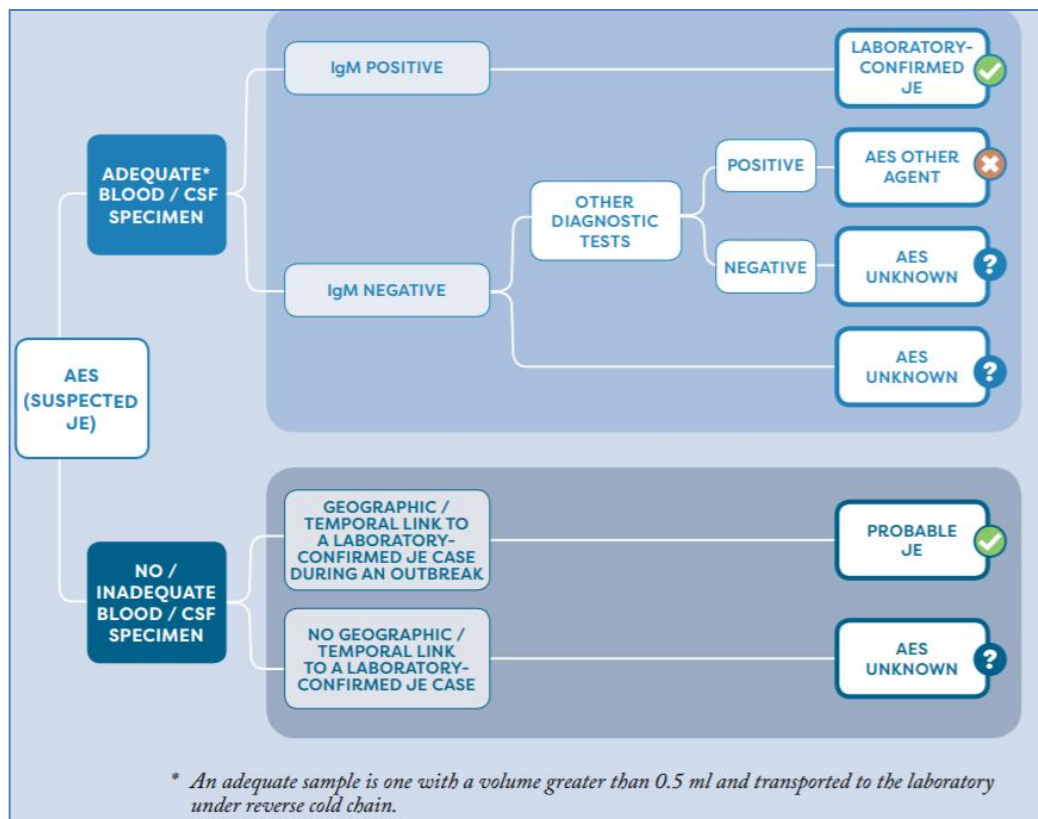 AES
(SUSPECTED
JE)
ADEQUATE*
BLOOD / CSF
SPECIMEN
IgM POSITIVE
LABORATORY-
CONFIRMED
JE
IgM NEGATIVE
OTHER
DIAGNOSTIC
TESTS
POSITIVE
AES OTHER
AGENT
NEGATIVE
AES
UNKNOWN
?
AES
UNKNOWN
?
NO /
INADEQUATE
BLOOD / CSF
SPECIMEN
GEOGRAPHIC /
TEMPORAL LINK TO
A LABORATORY-
CONFIRMED JE CASE
DURING AN OUTBREAK
PROBABLE
JE
NO GEOGRAPHIC /
TEMPORAL LINK
TO A LABORATORY-
CONFIRMED JE CASE
AES
UNKNOWN
?
* An adequate sample is one with a volume greater than 0.5 ml and transported to the laboratory
under reverse cold chain.